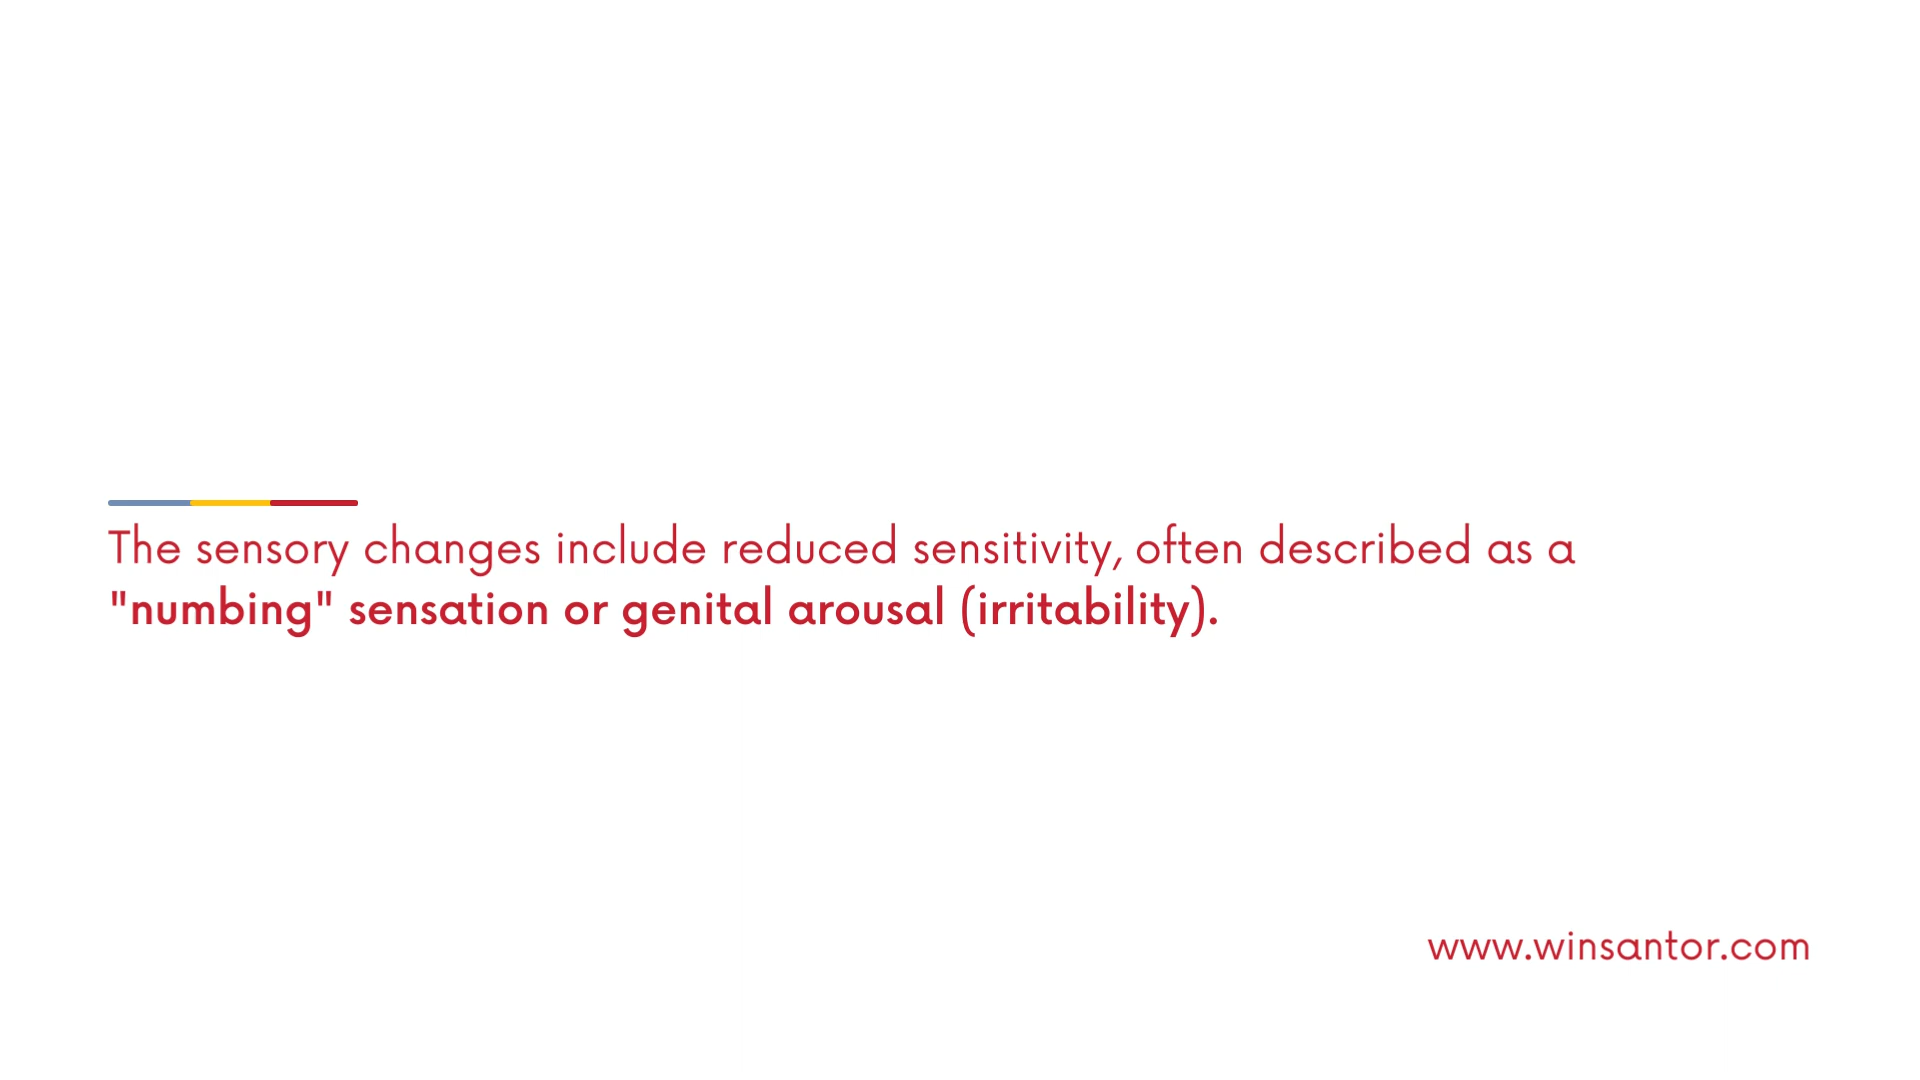 The sensory changes include reduced sensitivity, often described as a
"numbing" sensation or genital arousal (irritability).
www.winsantor.com